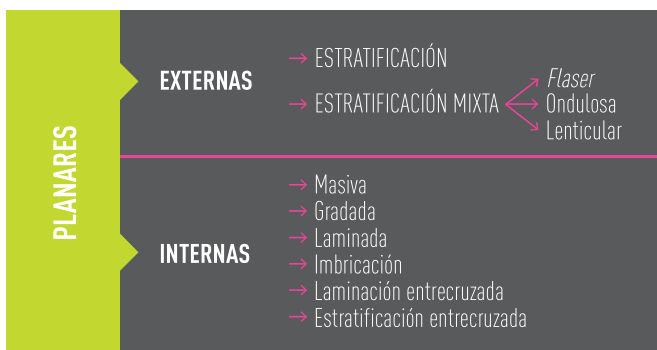 PLANARES
EXTERNAS
→ ESTRATIFICACIÓN
→ ESTRATIFICACIÓN MIXTA
Flaser
Ondulosa
Lenticular
INTERNAS
→ Masiva
→ Gradada
→ Laminada
→ Imbricación
→ Laminación entrecruzada
→ Estratificación entrecruzada